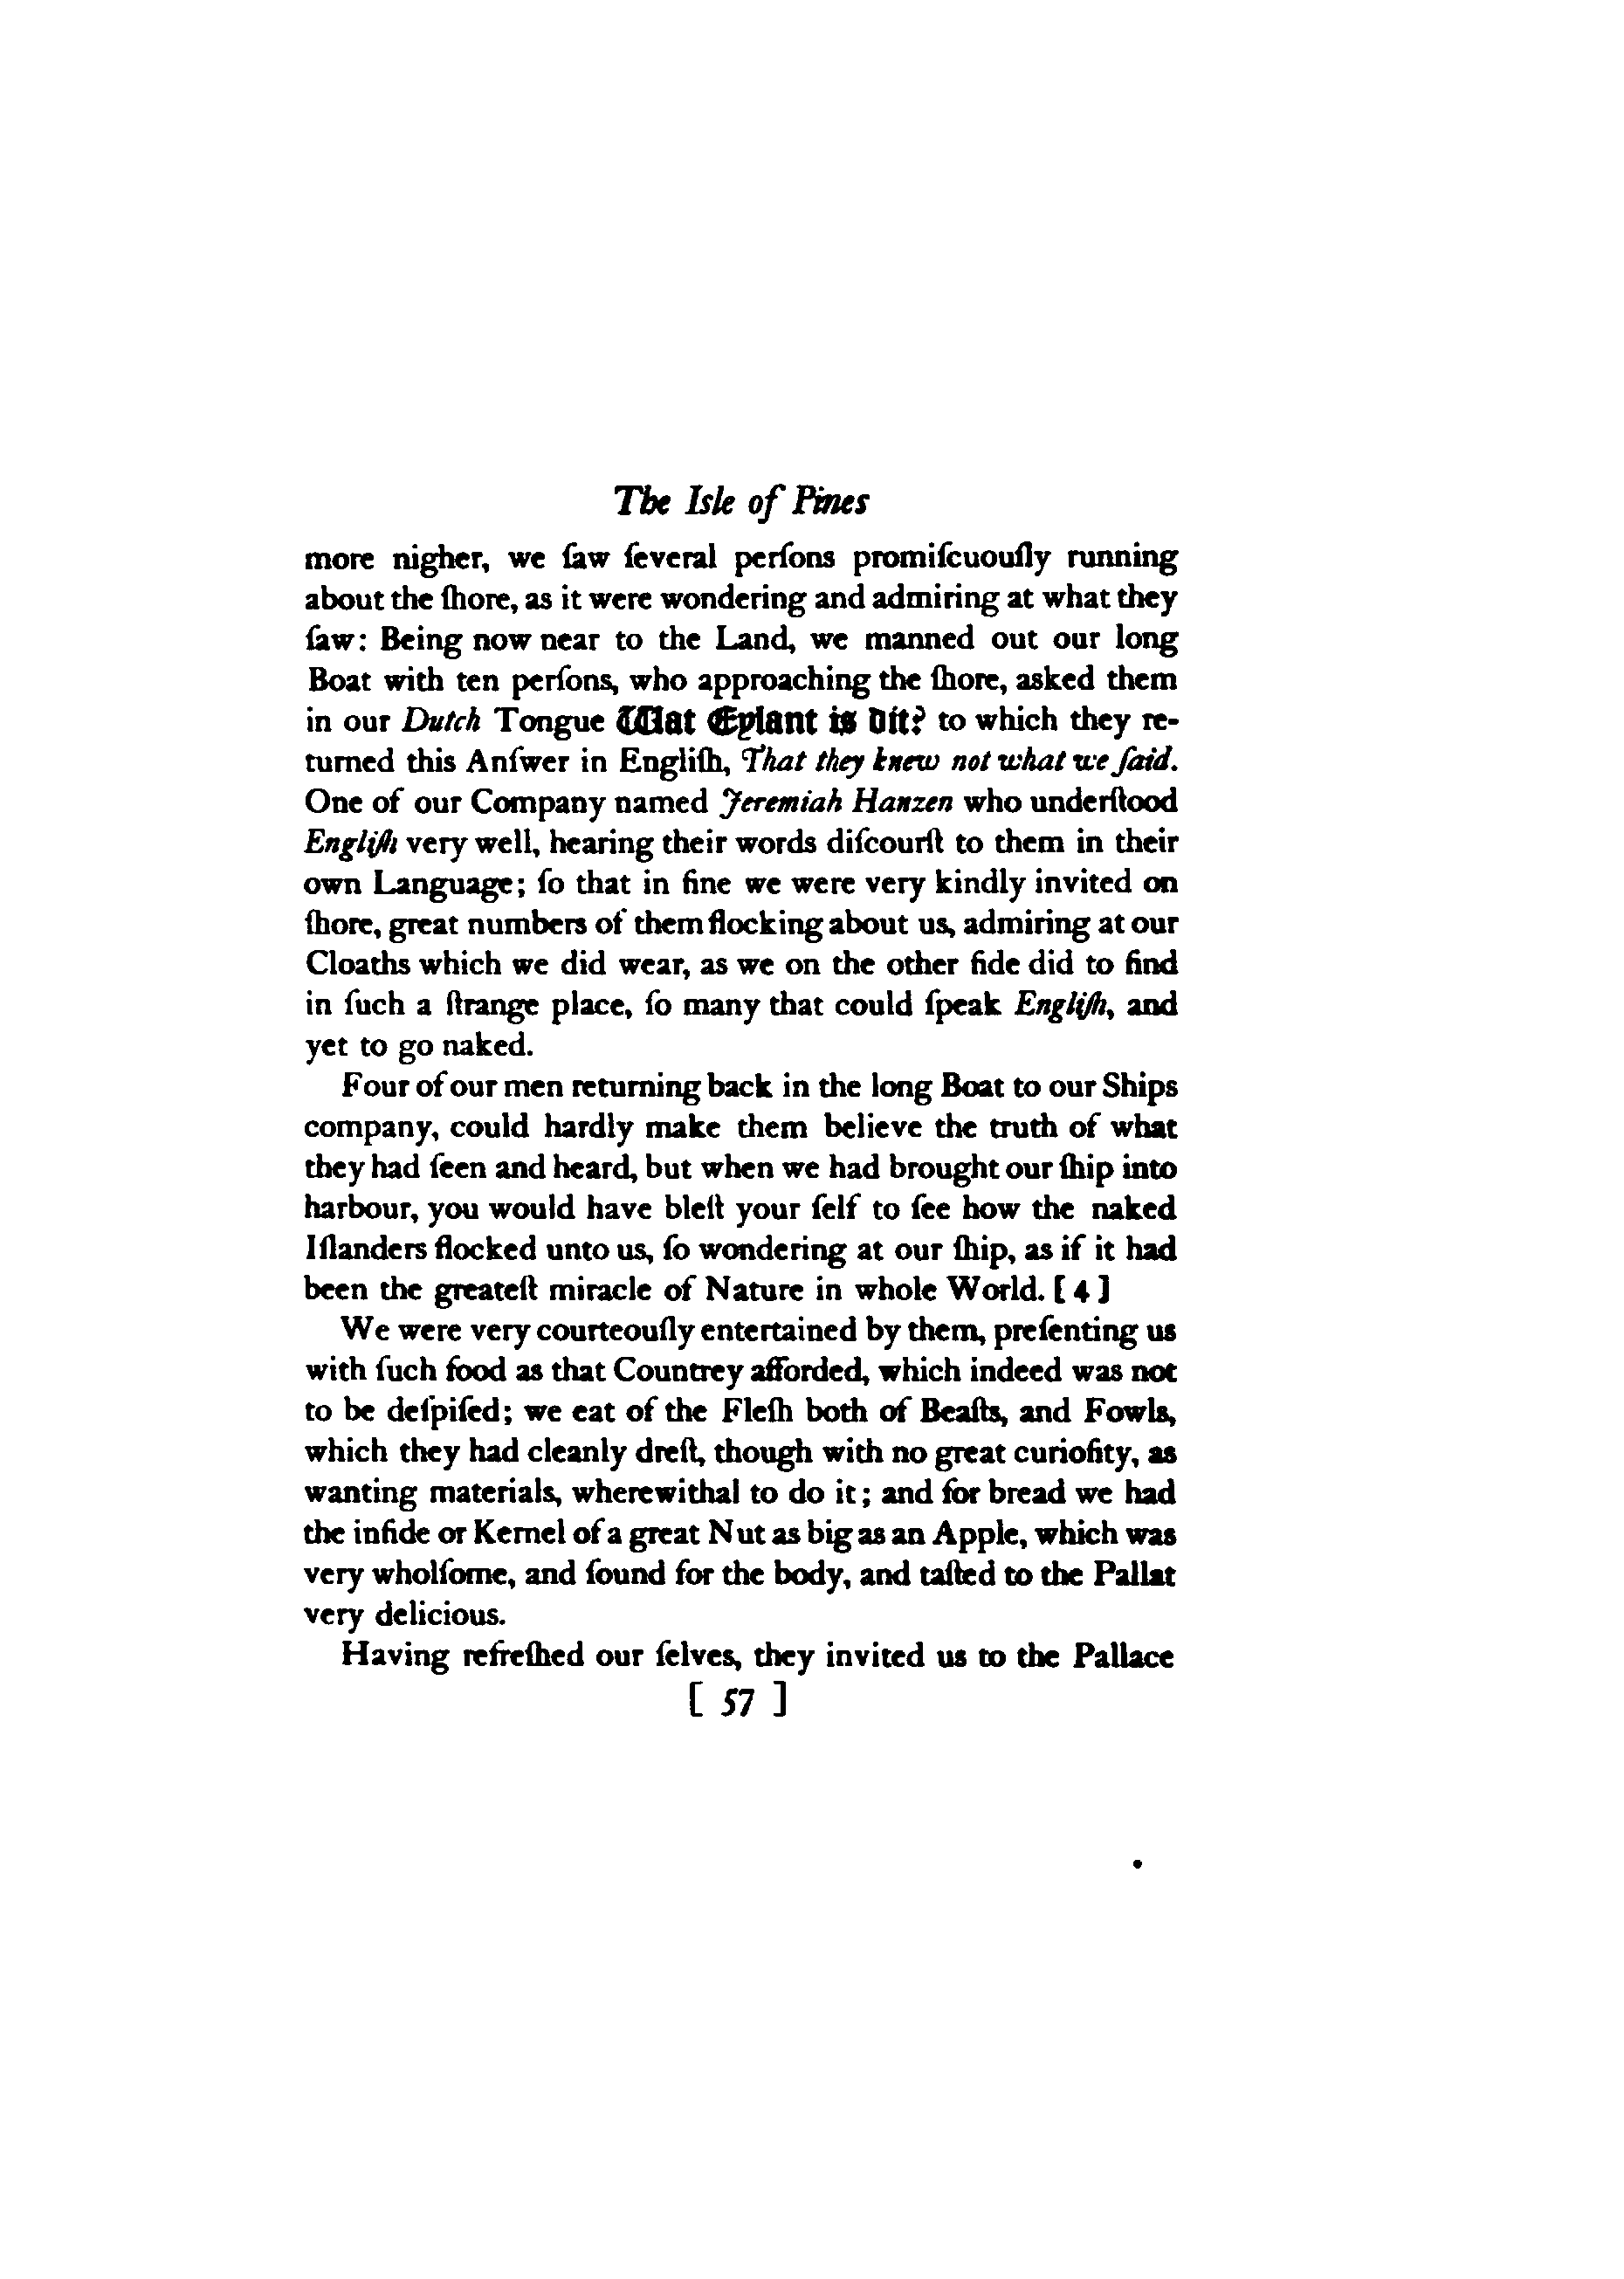 The Isle of Pines
more nigher, we ſaw ſeveral perſons promiſcuouſly running
about the ſhore, as it were wondering and admiring at what they
ſaw: Being now near to the Land, we manned out our long
Boat with ten perſons, who approaching the ſhore, asked them
in our Dutch Tongue Wat Eylant is dit? to which they re-
turned this Anſwer in Engliſh, That they knew not what we ſaid.
One of our Company named Jeremiah Hanzen who underſtood
Engliſh very well, hearing their words diſcourſt to them in their
own Language; ſo that in fine we were very kindly invited on
ſhore, great numbers of them flocking about us, admiring at our
Cloaths which we did wear, as we on the other ſide did to find
in ſuch a ſtrange place, ſo many that could ſpeak Engliſh, and
yet to go naked.
Four of our men returning back in the long Boat to our Ships
company, could hardly make them believe the truth of what
they had ſeen and heard, but when we had brought our ſhip into
harbour, you would have bleſt your ſelf to ſee how the naked
Iſlanders flocked unto us, ſo wondering at our ſhip, as if it had
been the greateſt miracle of Nature in whole World. [ 4 ]
We were very courteouſly entertained by them, preſenting us
with ſuch food as that Countrey afforded, which indeed was not
to be deſpiſed; we eat of the Fleſh both of Beaſts, and Fowls,
which they had cleanly dreſt, though with no great curioſity, as
wanting materials, wherewithal to do it; and for bread we had
the inſide or Kernel of a great Nut as big as an Apple, which was
very wholſome, and ſound for the body, and taſted to the Pallat
very delicious.
Having refreſhed our ſelves, they invited us to the Pallace
[ 57 ]